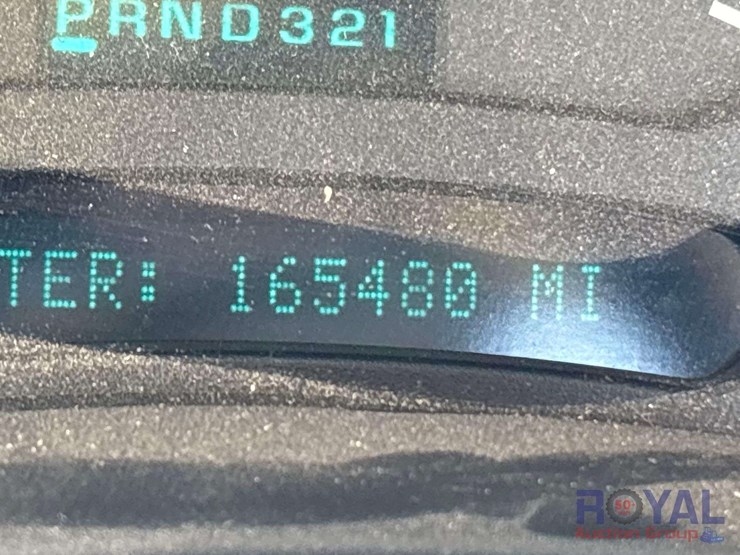 PRND321
TER: 165480 MI
ROYAL
Auction Group